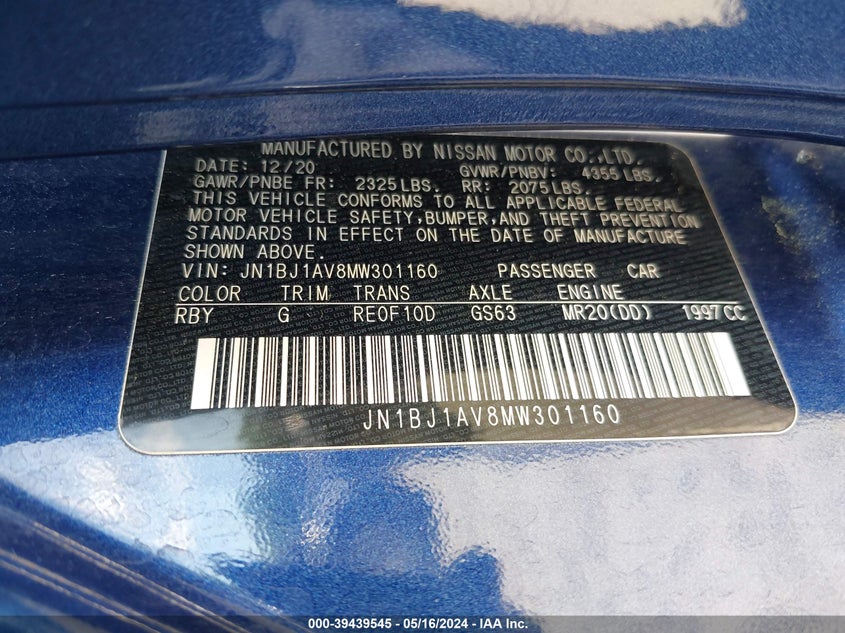 MANUFACTURED BY NISSAN MOTOR CO.,LTD.
DATE: 12/20 GVWR/PNBV: 4355 LBS.
GAWR/PNBE FR: 2325 LBS. RR: 2075 LBS.
THIS VEHICLE CONFORMS TO ALL APPLICABLE FEDERAL
MOTOR VEHICLE SAFETY, BUMPER, AND THEFT PREVENTION
STANDARDS IN EFFECT ON THE DATE OF MANUFACTURE
SHOWN ABOVE.
VIN: JN1BJ1AV8MW301160 PASSENGER CAR
COLOR TRIM TRANS AXLE ENGINE
RBY G RE0F10D GS63 MR20(DD) 1997CC
JN1BJ1AV8MW301160
000-39439545 - 05/16/2024 - IAA Inc.